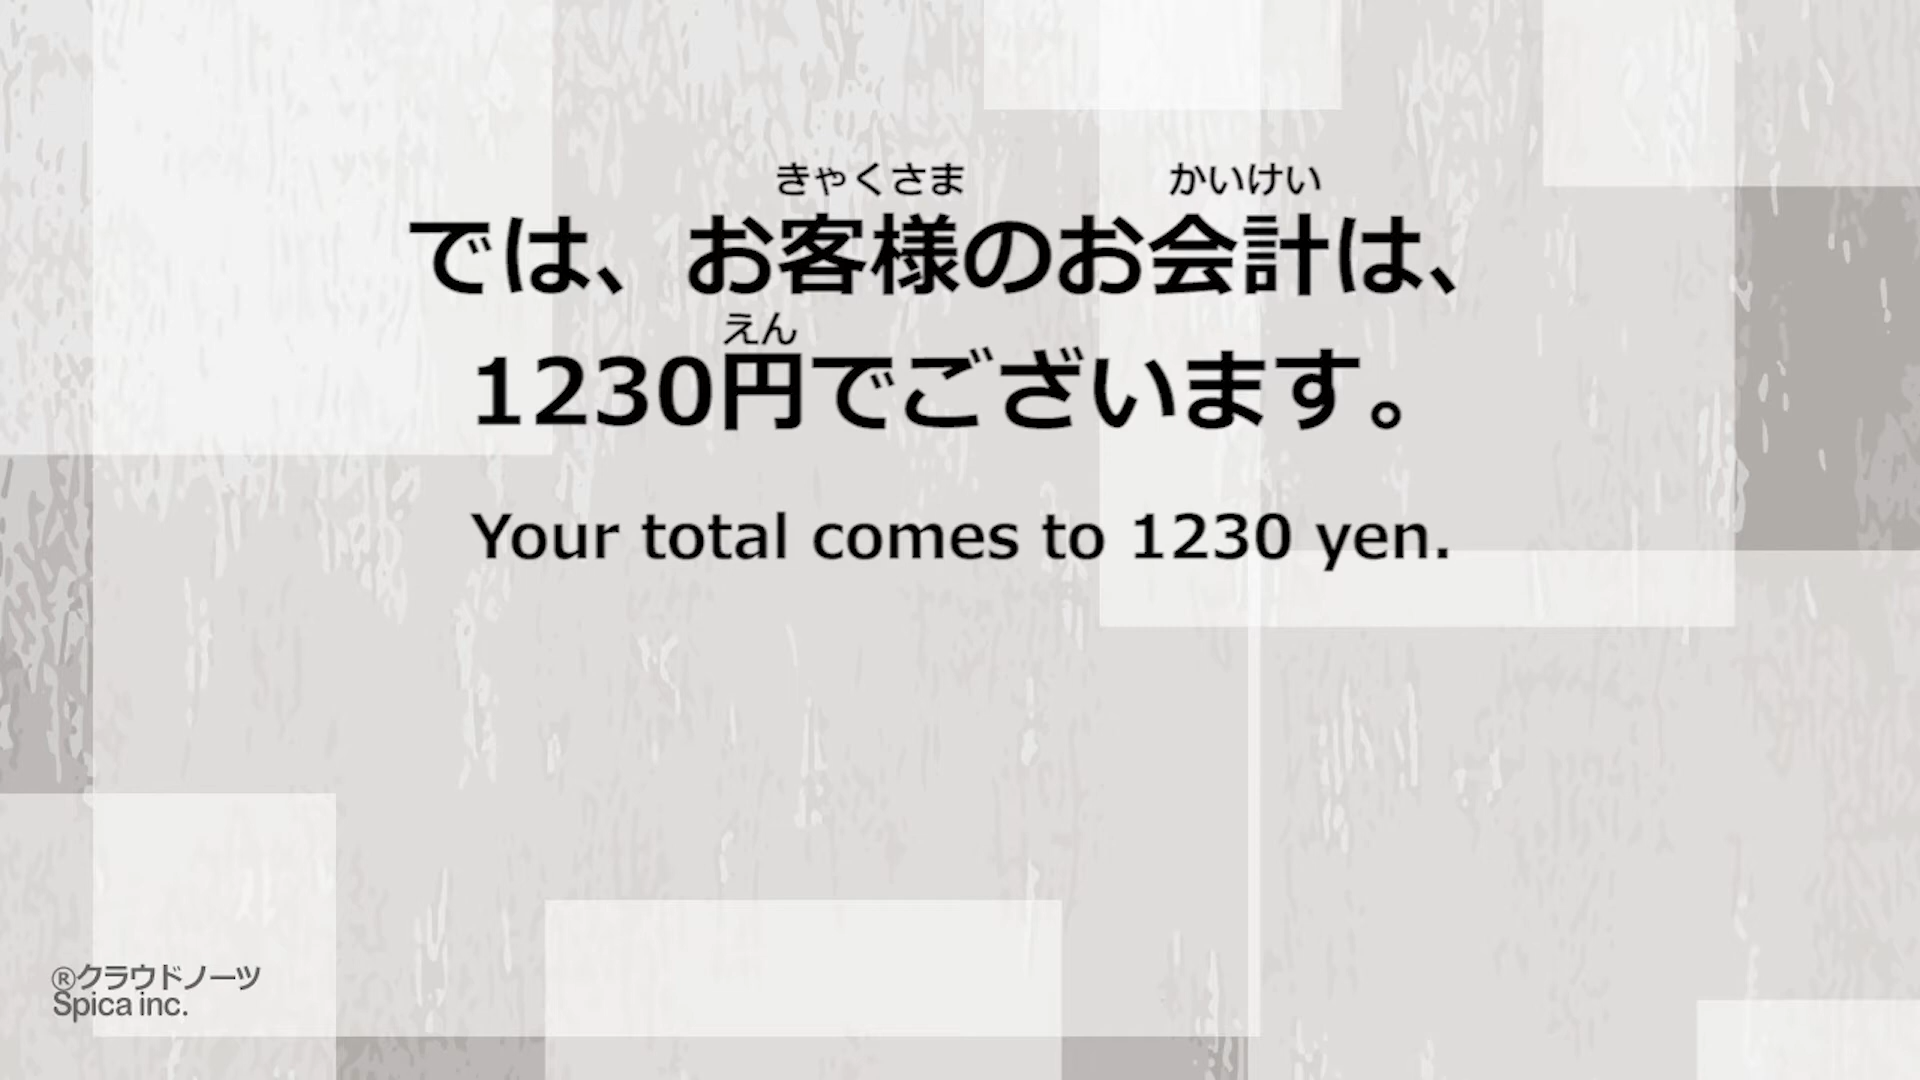 きゃくさま かいけい
では、お客様のお会計は、
えん
1230円でございます。
Your total comes to 1230 yen.
®クラウドノーツ
Spica inc.